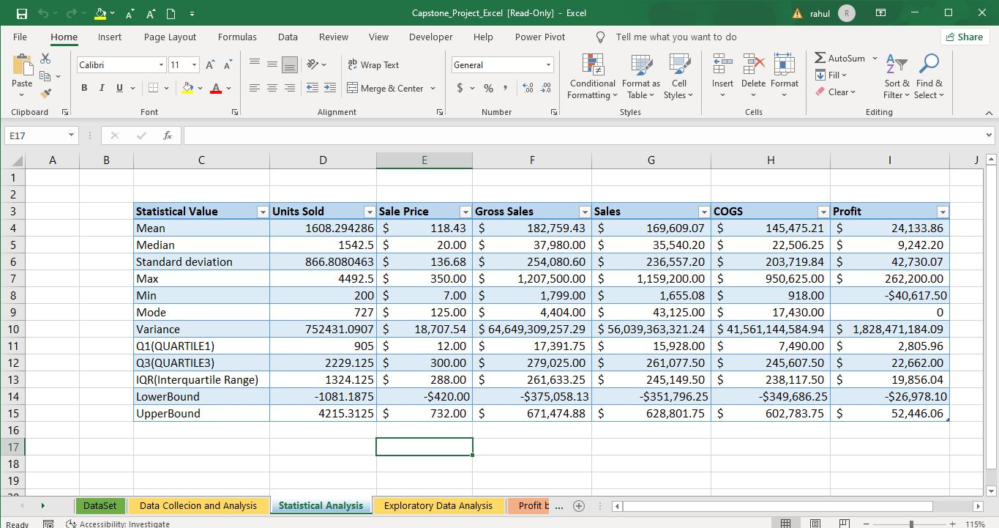 Capstone_Project_Excel [Read-Only] - Excel rahul R
File Home Insert Page Layout Formulas Data Review View Developer Help Power Pivot Tell me what you want to do Share
Calibri 11 General
Paste
B I U
ab Wrap Text
Merge & Center
$ % ,
Conditional Formatting
Format as Table
Cell Styles
Insert Delete Format
AutoSum
Fill
Clear
Sort & Filter
Find & Select
Clipboard Font Alignment Number Styles Cells Editing
E17 fx
A B C D E F G H I J
1
2
3 Statistical Value Units Sold Sale Price Gross Sales Sales COGS Profit
4 Mean 1608.294286 $ 118.43 $ 182,759.43 $ 169,609.07 $ 145,475.21 $ 24,133.86
5 Median 1542.5 $ 20.00 $ 37,980.00 $ 35,540.20 $ 22,506.25 $ 9,242.20
6 Standard deviation 866.8080463 $ 136.68 $ 254,080.60 $ 236,557.20 $ 203,719.84 $ 42,730.07
7 Max 4492.5 $ 350.00 $ 1,207,500.00 $ 1,159,200.00 $ 950,625.00 $ 262,200.00
8 Min 200 $ 7.00 $ 1,799.00 $ 1,655.08 $ 918.00 -$40,617.50
9 Mode 727 $ 125.00 $ 4,404.00 $ 43,125.00 $ 17,430.00 0
10 Variance 752431.0907 $ 18,707.54 $ 64,649,309,257.29 $ 56,039,363,321.24 $ 41,561,144,584.94 $ 1,828,471,184.09
11 Q1(QUARTILE1) 905 $ 12.00 $ 17,391.75 $ 15,928.00 $ 7,490.00 $ 2,805.96
12 Q3(QUARTILE3) 2229.125 $ 300.00 $ 279,025.00 $ 261,077.50 $ 245,607.50 $ 22,662.00
13 IQR(Interquartile Range) 1324.125 $ 288.00 $ 261,633.25 $ 245,149.50 $ 238,117.50 $ 19,856.04
14 LowerBound -1081.1875 -$420.00 -$375,058.13 -$351,796.25 -$349,686.25 -$26,978.10
15 UpperBound 4215.3125 $ 732.00 $ 671,474.88 $ 628,801.75 $ 602,783.75 $ 52,446.06
16
17
18
19
DataSet Data Collecion and Analysis Statistical Analysis Exploratory Data Analysis Profit b ...
Ready Accessibility: Investigate 115%